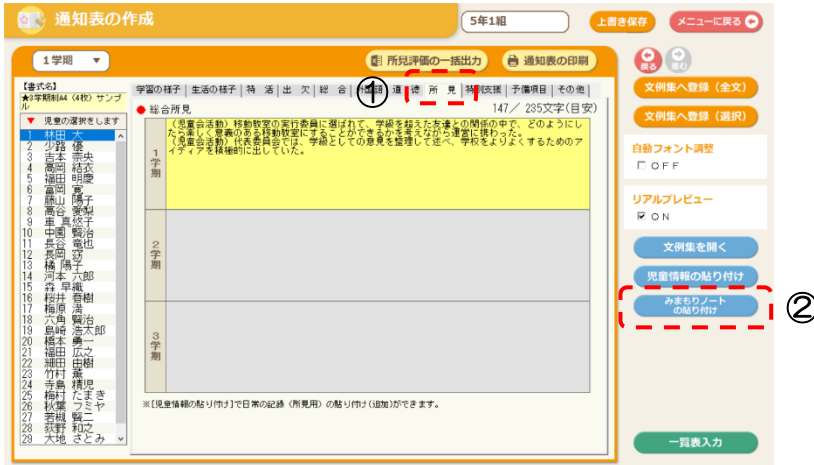 通知表の作成
5年1組
上書き保存
メニューに戻る
1学期 ▼
所見評価の一括出力
通知表の印刷
戻る
進む
【書式名】
★3学期制A4（4枚）サンプル
▼ 児童の選択をします
1 林田 大
2 少路 優
3 吉本 奈央
4 高岡 結衣
5 福田 明慶
6 富岡 寛
7 藤山 陽子
8 高谷 愛梨
9 車 真悠子
10 中園 賢治
11 長谷 竜也
12 長岡 窈
13 橘 陽子
14 河本 六郎
15 森 早織
16 桜井 春樹
17 梅原 満
18 六角 賢治
19 島崎 浩太郎
20 橋本 勇一
21 福田 広之
22 細田 由樹
23 竹村 薫
24 寺島 精児
25 梅村 たまき
26 秋葉 フミヤ
27 若槻 賢二
28 荻野 和之
29 大地 さとみ
学習の様子 生活の様子 特 活 出 欠 総 合 外国語 道 徳 所 見 特別支援 予備項目 その他
①
● 総合所見
147／ 235文字(目安)
1学期
（児童会活動）移動教室の実行委員に選ばれて、学級を超えた友達との関係の中で、どのようにし
たら楽しく意義のある移動教室にすることができるかを考えながら運営に携わった。
（児童会活動）代表委員会では、学級としての意見を整理して述べ、学校をよりよくするためのア
イディアを積極的に出していた。
2学期
3学期
※[児童情報の貼り付け]で日常の記録（所見用）の貼り付け(追加)ができます。
文例集へ登録（全文）
文例集へ登録（選択）
自動フォント調整
ＯＦＦ
リアルプレビュー
ＯＮ
文例集を開く
児童情報の貼り付け
みまもりノート
の貼り付け
②
一覧表入力